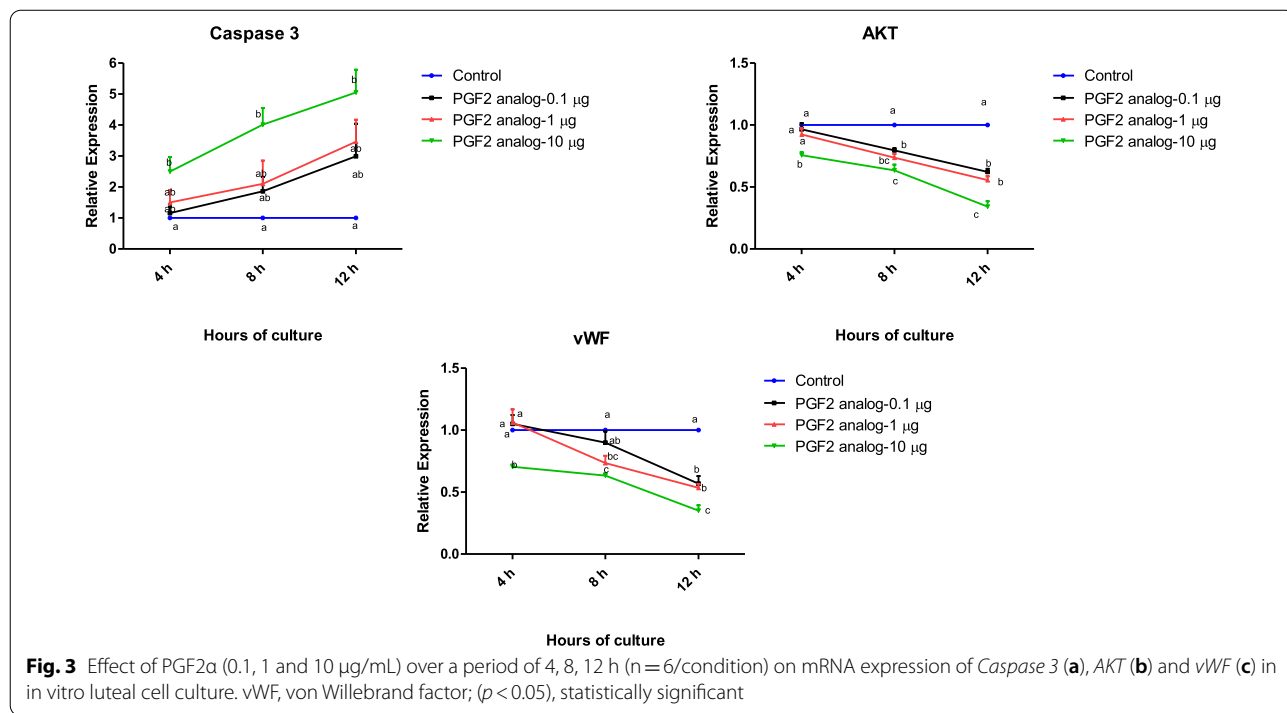 Caspase 3
Relative Expression
6
5
4
3
2
1
0
b
b
b
ab
ab
ab
ab
ab
ab
a
a
a
4 h
8 h
12 h
Hours of culture
Control
PGF2 analog-0.1 µg
PGF2 analog-1 µg
PGF2 analog-10 µg
AKT
Relative Expression
1.5
1.0
0.5
0.0
a
a
a
a
a
b
b
bc
c
b
b
c
4 h
8 h
12 h
Hours of culture
Control
PGF2 analog-0.1 µg
PGF2 analog-1 µg
PGF2 analog-10 µg
vWF
Relative Expression
1.5
1.0
0.5
0.0
a
a
a
b
a
ab
bc
c
a
b
b
c
4 h
8 h
12 h
Hours of culture
Control
PGF2 analog-0.1 µg
PGF2 analog-1 µg
PGF2 analog-10 µg
Fig. 3 Effect of PGF2α (0.1, 1 and 10 µg/mL) over a period of 4, 8, 12 h (n = 6/condition) on mRNA expression of Caspase 3 (a), AKT (b) and vWF (c) in
in vitro luteal cell culture. vWF, von Willebrand factor; (p < 0.05), statistically significant